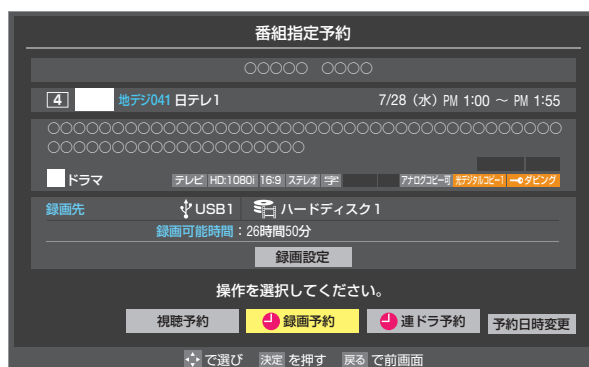 番組指定予約
○○○○○ ○○○○
4 地デジ041 日テレ1 7/28（水）PM 1:00 ～ PM 1:55
○○○○○○○○○○○○○○○○○○○○○○○○○○○○○○○○○○○○○○○○
○○○○○○○○○○○○○○○○○○○○
ドラマ テレビ HD:1080i 16:9 ステレオ 字 アナログコピー可 光デジタルコピー1 ダビング
録画先 USB1 ハードディスク1
録画可能時間：26時間50分
録画設定
操作を選択してください。
視聴予約 録画予約 連ドラ予約 予約日時変更
で選び 決定 を押す 戻る で前画面